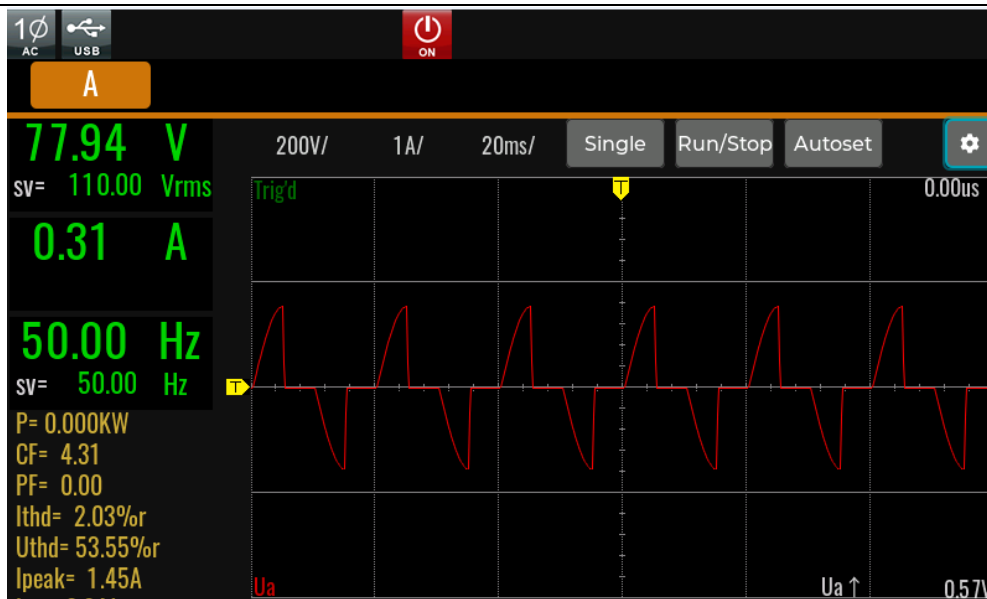 1Ø
AC
USB
ON
A
77.94 V
sv= 110.00 Vrms
0.31 A
50.00 Hz
sv= 50.00 Hz
P= 0.000KW
CF= 4.31
PF= 0.00
Ithd= 2.03%r
Uthd= 53.55%r
Ipeak= 1.45A
200V/ 1A/ 20ms/ Single Run/Stop Autoset
Trig'd T 0.00us
T
Ua Ua↑ 0.57V